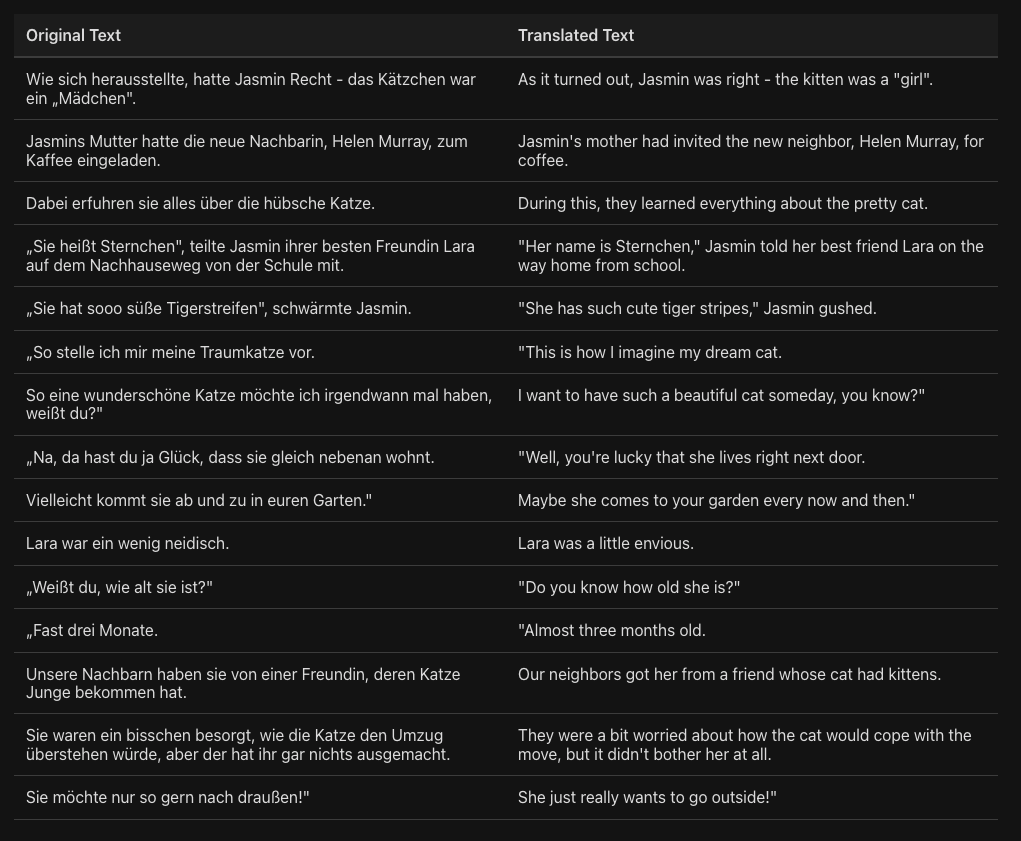 Original Text
Translated Text
Wie sich herausstellte, hatte Jasmin Recht - das Kätzchen war
ein „Mädchen".
As it turned out, Jasmin was right - the kitten was a "girl".
Jasmins Mutter hatte die neue Nachbarin, Helen Murray, zum
Kaffee eingeladen.
Jasmin's mother had invited the new neighbor, Helen Murray, for
coffee.
Dabei erfuhren sie alles über die hübsche Katze.
During this, they learned everything about the pretty cat.
„Sie heißt Sternchen", teilte Jasmin ihrer besten Freundin Lara
auf dem Nachhauseweg von der Schule mit.
"Her name is Sternchen," Jasmin told her best friend Lara on the
way home from school.
„Sie hat sooo süße Tigerstreifen", schwärmte Jasmin.
"She has such cute tiger stripes," Jasmin gushed.
„So stelle ich mir meine Traumkatze vor.
"This is how I imagine my dream cat.
So eine wunderschöne Katze möchte ich irgendwann mal haben,
weißt du?"
I want to have such a beautiful cat someday, you know?"
„Na, da hast du ja Glück, dass sie gleich nebenan wohnt.
"Well, you're lucky that she lives right next door.
Vielleicht kommt sie ab und zu in euren Garten."
Maybe she comes to your garden every now and then."
Lara war ein wenig neidisch.
Lara was a little envious.
„Weißt du, wie alt sie ist?"
"Do you know how old she is?"
„Fast drei Monate.
"Almost three months old.
Unsere Nachbarn haben sie von einer Freundin, deren Katze
Junge bekommen hat.
Our neighbors got her from a friend whose cat had kittens.
Sie waren ein bisschen besorgt, wie die Katze den Umzug
überstehen würde, aber der hat ihr gar nichts ausgemacht.
They were a bit worried about how the cat would cope with the
move, but it didn't bother her at all.
Sie möchte nur so gern nach draußen!"
She just really wants to go outside!"